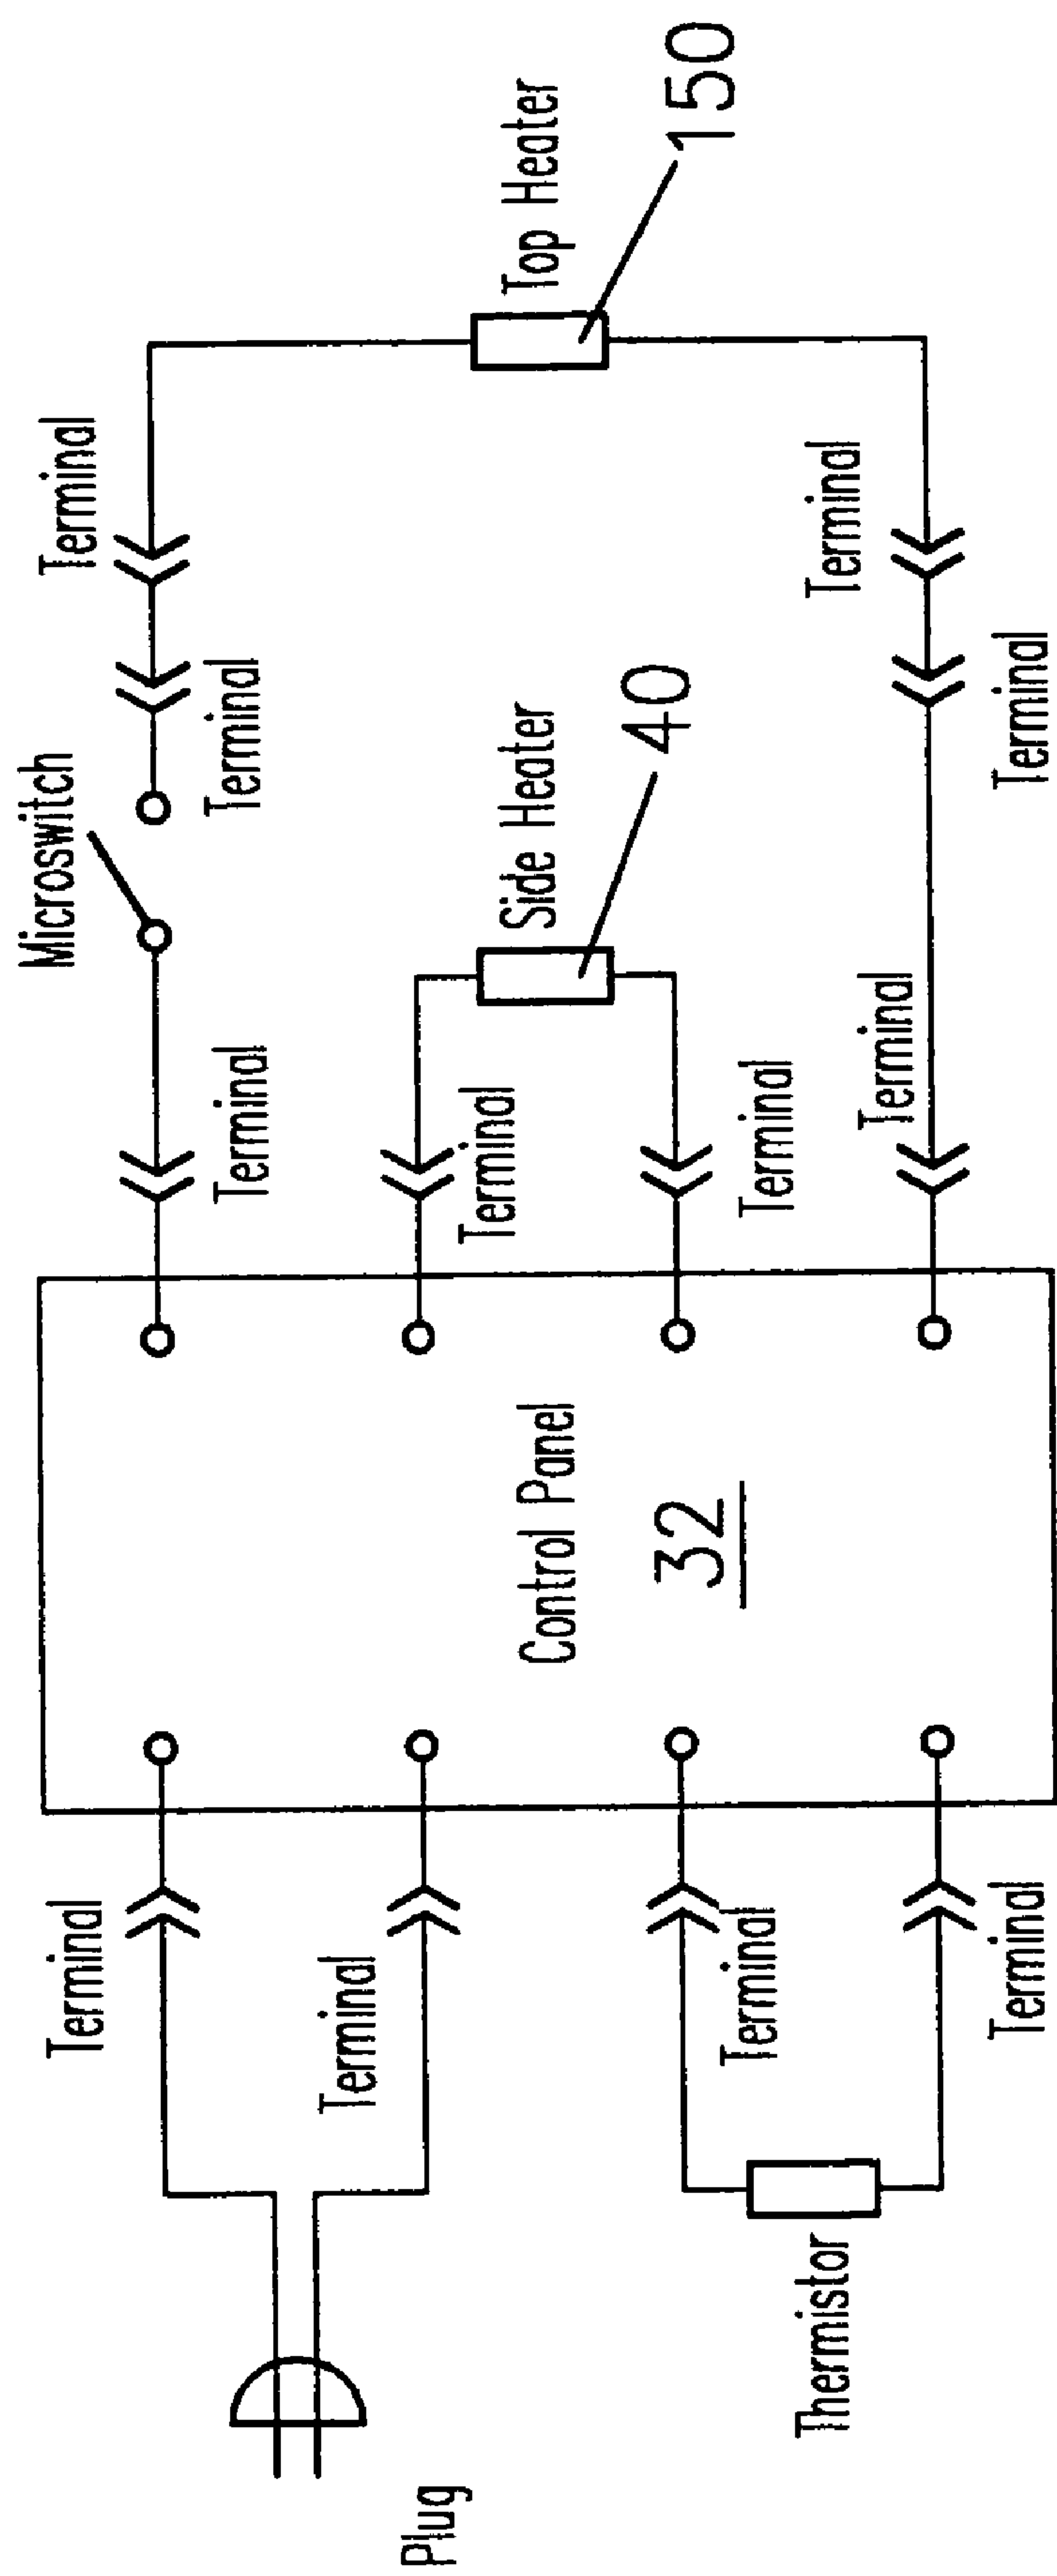 Microswitch
Terminal
Terminal
Terminal
Terminal
Terminal
Plug
Terminal
Side Heater
Top Heater
Control Panel
40
32
150
Terminal
Terminal
Thermistor
Terminal
Terminal
Terminal
Terminal